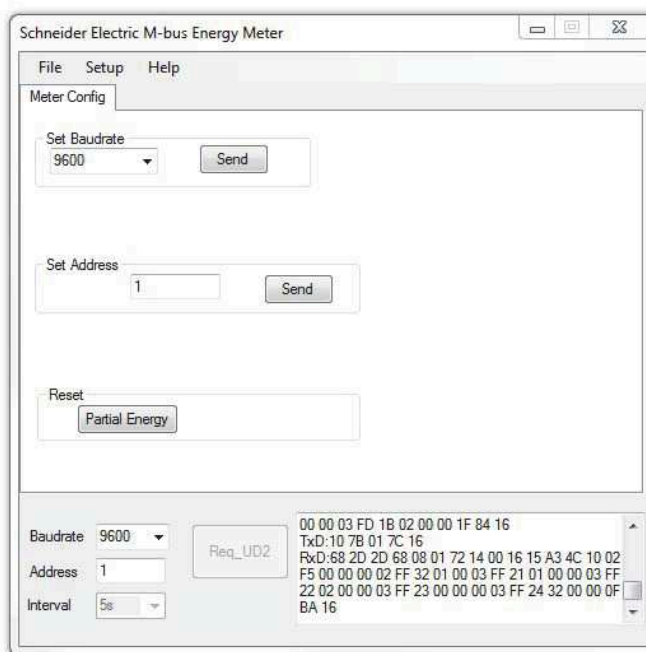 Schneider Electric M-bus Energy Meter
File Setup Help
Meter Config
Set Baudrate
9600 Send
Set Address
1 Send
Reset
Partial Energy
Baudrate 9600
Address 1
Interval 5s
Req_UD2
00 00 03 FD 1B 02 00 00 1F 84 16
TxD:10 7B 01 7C 16
RxD:68 2D 2D 68 08 01 72 14 00 16 15 A3 4C 10 02
F5 00 00 00 02 FF 32 01 00 03 FF 21 01 00 00 03 FF
22 02 00 00 03 FF 23 00 00 00 03 FF 24 32 00 00 0F
BA 16